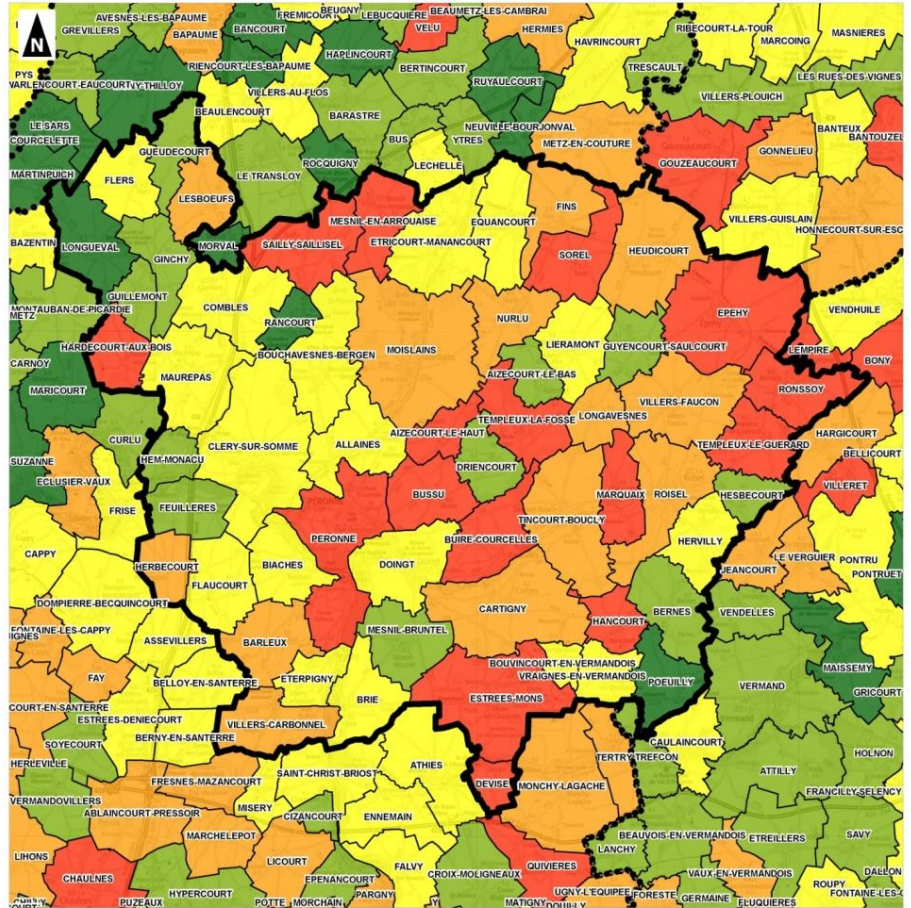 N
AVESNES-LES-BAPAUME
GREVILLERS
BAPAUME
BANCOURT
FREMICOURT
BEUGNY
LEBUCQUIERE
BEAUMETZ-LES-CAMBRAI
VELU
HERMIES
HAVRINCOURT
RIBECOURT-LA-TOUR
MARCOING
MASNIERES
RIENCOURT-LES-BAPAUME
HAPLINCOURT
BERTINCOURT
RUYAULCOURT
TRESCAULT
LES RUES-DES-VIGNES
PYS
WARLENCOURT-EAUCOURT
NY-THILLOY
VILLERS-AU-FLOS
BEAULENCOURT
BARASTRE
VILLERS-PLOUICH
LE SARS
COURCELETTE
BUS
YTRES
NEUVILLE-BOURJONVAL
METZ-EN-COUTURE
BANTEUX
BANTOUZEL
GUEUDECOURT
ROCQUIGNY
LECHELLE
GOUZEAUCOURT
GONNELIEU
MARTINPUICH
FLERS
LE TRANSLOY
LESBOEUFS
FINS
MESNIL-EN-ARROUAISE
EQUANCOURT
VILLERS-GUISLAIN
HONNECOURT-SUR-ESC
BAZENTIN
LONGUEVAL
MORVAL
SAILLY-SAILLISEL
ETRICOURT-MANANCOURT
SOREL
HEUDICOURT
GINCHY
GUILLEMONT
MONTAUBAN-DE-PICARDIE
METZ
COMBLES
RANCOURT
NURLU
EPEHY
VENDHUILE
HARDECOURT-AUX-BOIS
BOUCHAVESNES-BERGEN
MOISLAINS
LIERAMONT
GUYENCOURT-SAULCOURT
LEMPIRE
BONY
CARNOY
MAUREPAS
AIZECOURT-LE-BAS
RONSSOY
MARICOURT
VILLERS-FAUCON
LONGAVESNES
TEMPLEUX-LA-FOSSE
CURLU
CLERY-SUR-SOMME
ALLAINES
AIZECOURT-LE-HAUT
TEMPLEUX-LE-GUERARD
HARGICOURT
BELLICOURT
SUZANNE
HEM-MONACU
DRIENCOURT
ECLUSIER-VAUX
FRISE
FEUILLERES
BUSSU
MARQUAIX
ROISEL
HESBECOURT
VILLERET
TINCOURT-BOUCLY
PERONNE
BUIRE-COURCELLES
HERVILLY
CAPPY
HERBECOURT
BIACHES
DOINGT
LE VERGUIER
PONTRU
JEANCOURT
PONTRUET
FLAUCOURT
DOMPIERRE-BECQUINCOURT
CARTIGNY
BERNES
VENDELLES
FONTAINE-LES-CAPPY
IGNES
ASSEVILLERS
BARLEUX
MESNIL-BRUNTEL
HANCOURT
BOUVINCOURT-EN-VERMANDOIS
VRAIGNES-EN-VERMANDOIS
POEUILLY
MAISSEMY
FAY
BELLOY-EN-SANTERRE
ETERPIGNY
BRIE
ESTREES-MONS
VERMAND
GRICOURT
COURT-EN-SANTERRE
ESTREES-DENIECOURT
VILLERS-CARBONNEL
BERNY-EN-SANTERRE
SOYECOURT
CAULAINCOURT
HOLNON
HERLEVILLE
TERTRY
TREFCON
ATTILLY
SAINT-CHRIST-BRIOST
ATHIES
DEVISE
MONCHY-LAGACHE
FRESNES-MAZANCOURT
FRANCILLY-SELENCY
VERMANDOVILLERS
MISERY
CIZANCOURT
ENNEMAIN
ABLAINCOURT-PRESSOIR
MARCHELEPOT
BEAUVOIS-EN-VERMANDOIS
ETREILLERS
SAVY
LANCHY
LIHONS
LICOURT
FALVY
CROIX-MOLIGNEAUX
QUIVIERES
VAUX-EN-VERMANDOIS
DALLON
CHAULNES
EPENANCOURT
HYPERCOURT
PARGNY
ROUPY
PUZEAUX
POTTE
MORCHAIN
MATIGNY
UGNY-L'EQUIPEE
DOUILLY
FORESTE
GERMAINE
FLUQUIERES
FONTAINE-LES-C